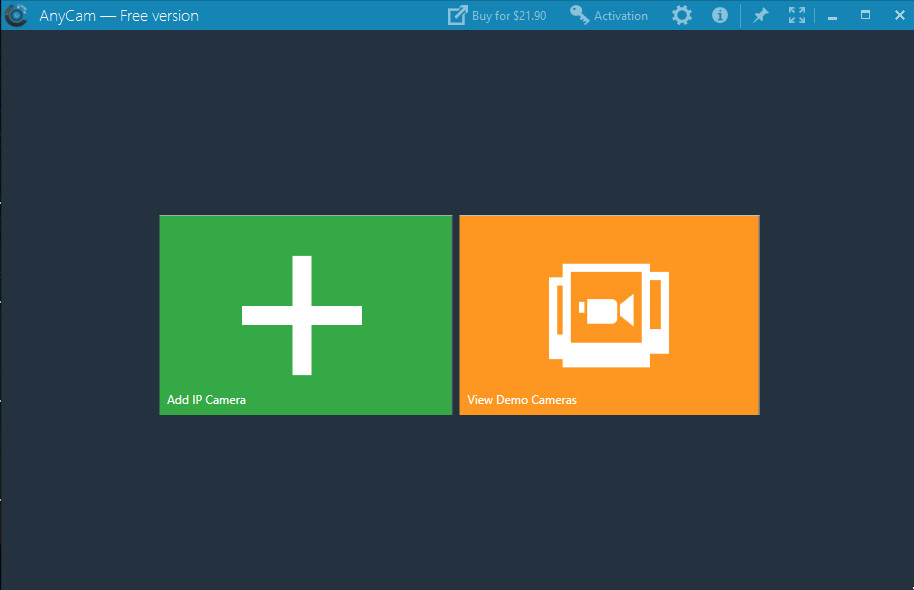 AnyCam — Free version
Buy for $21.90
Activation
Add IP Camera
View Demo Cameras